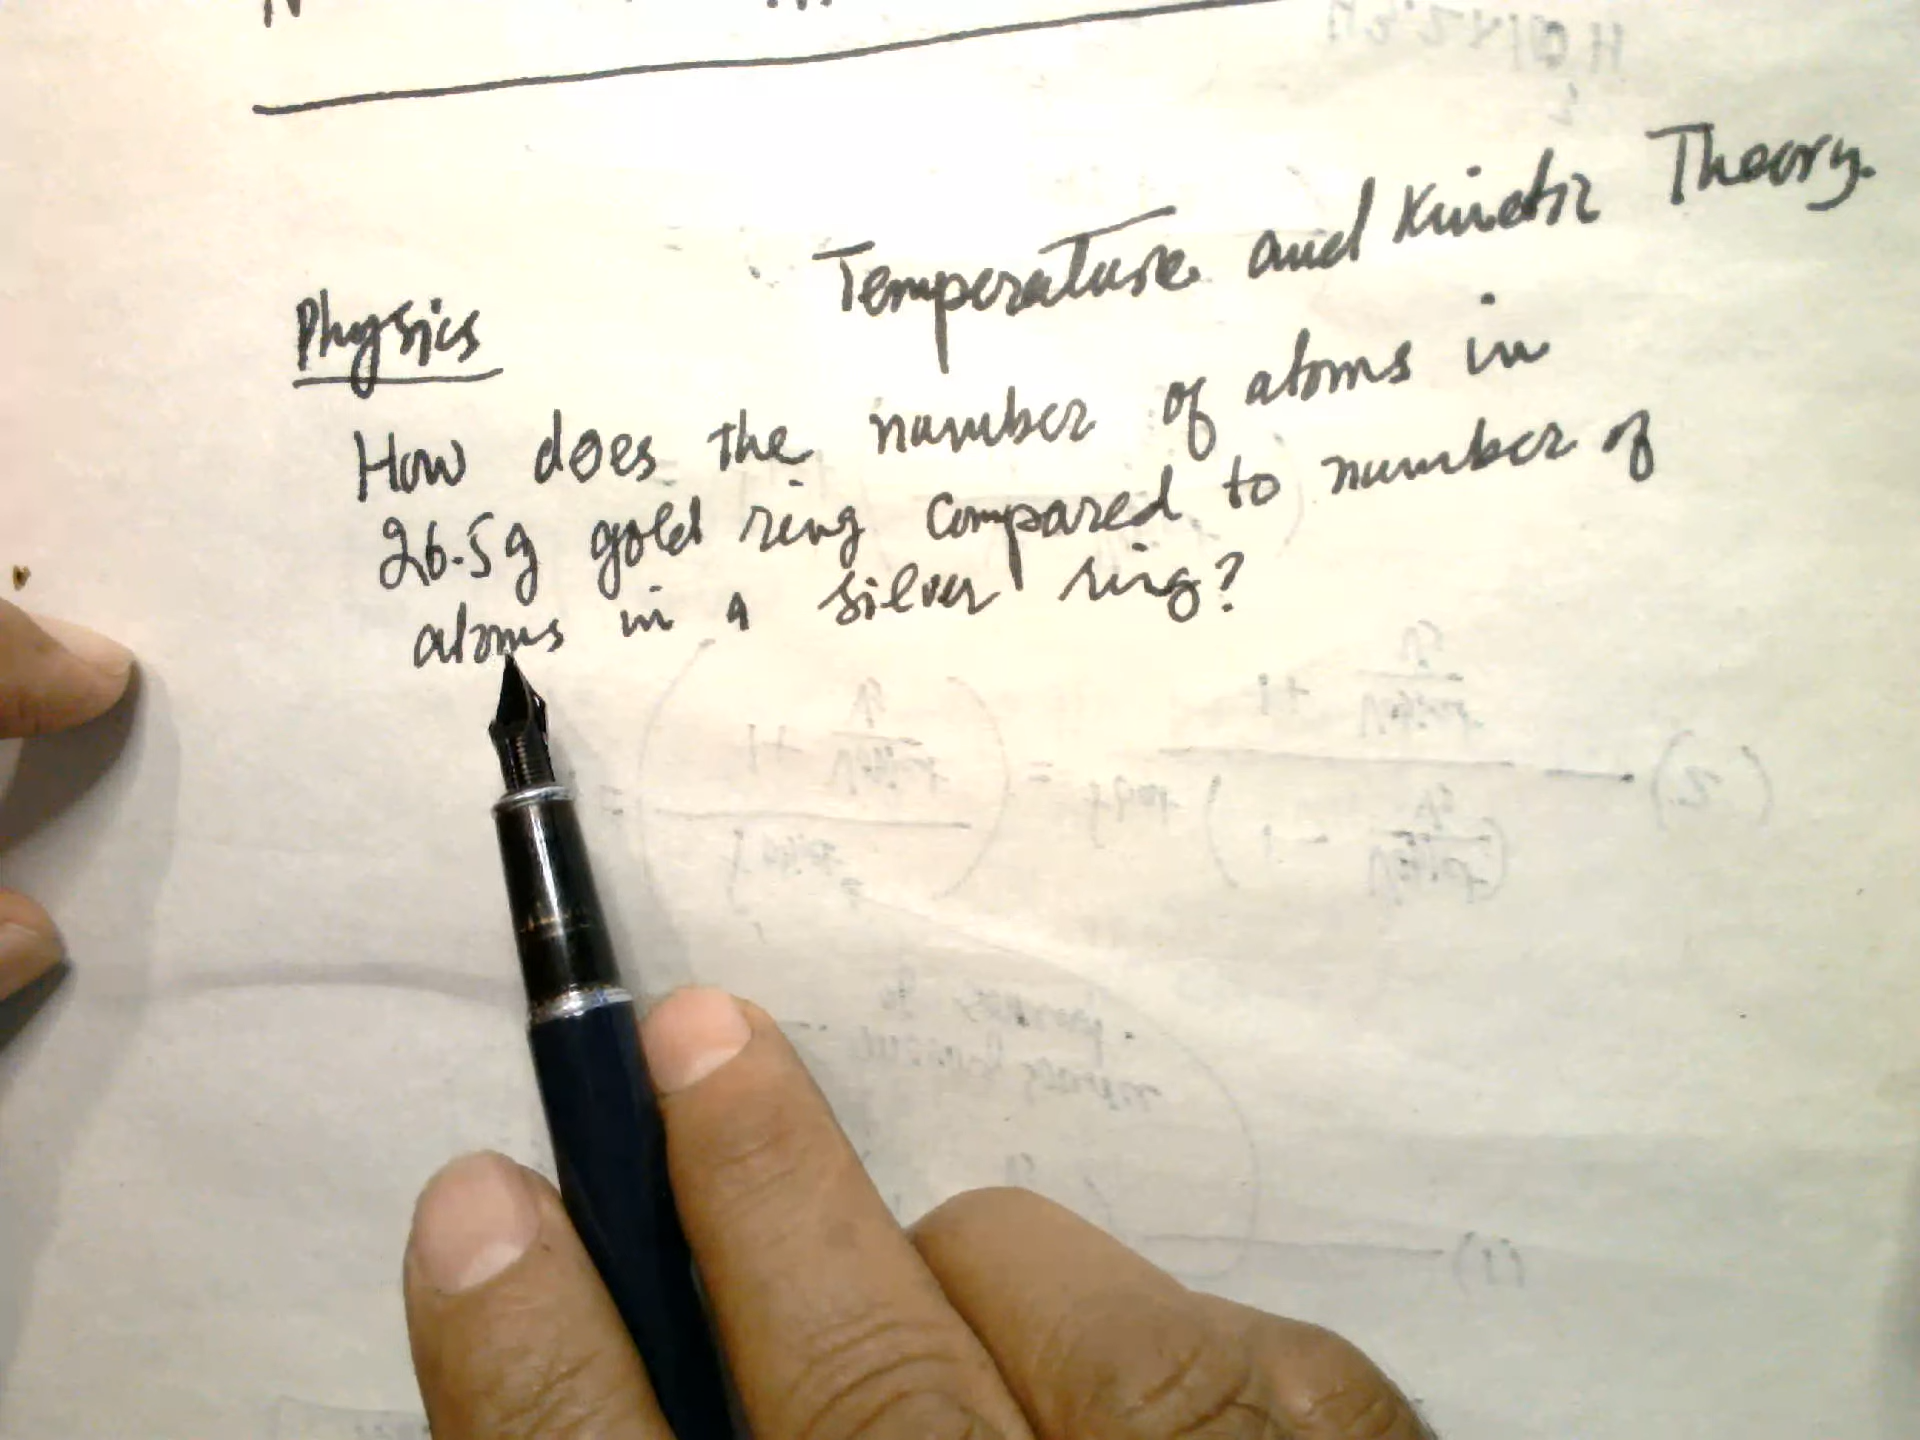 Temperature and Kinetic Theory.
Physics
How does the number of atoms in
26.5g gold ring compared to number of
atoms in a silver ring?